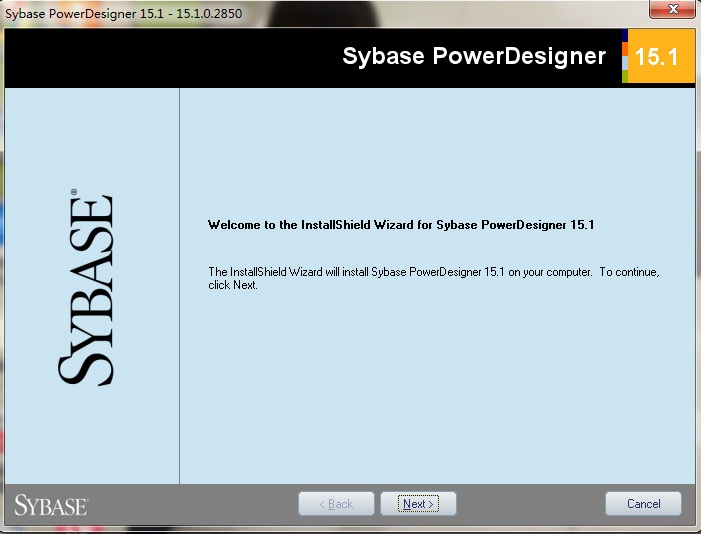 Sybase PowerDesigner 15.1 - 15.1.0.2850
Sybase PowerDesigner 15.1
SYBASE®
Welcome to the InstallShield Wizard for Sybase PowerDesigner 15.1
The InstallShield Wizard will install Sybase PowerDesigner 15.1 on your computer. To continue,
click Next.
SYBASE
< Back
Next >
Cancel